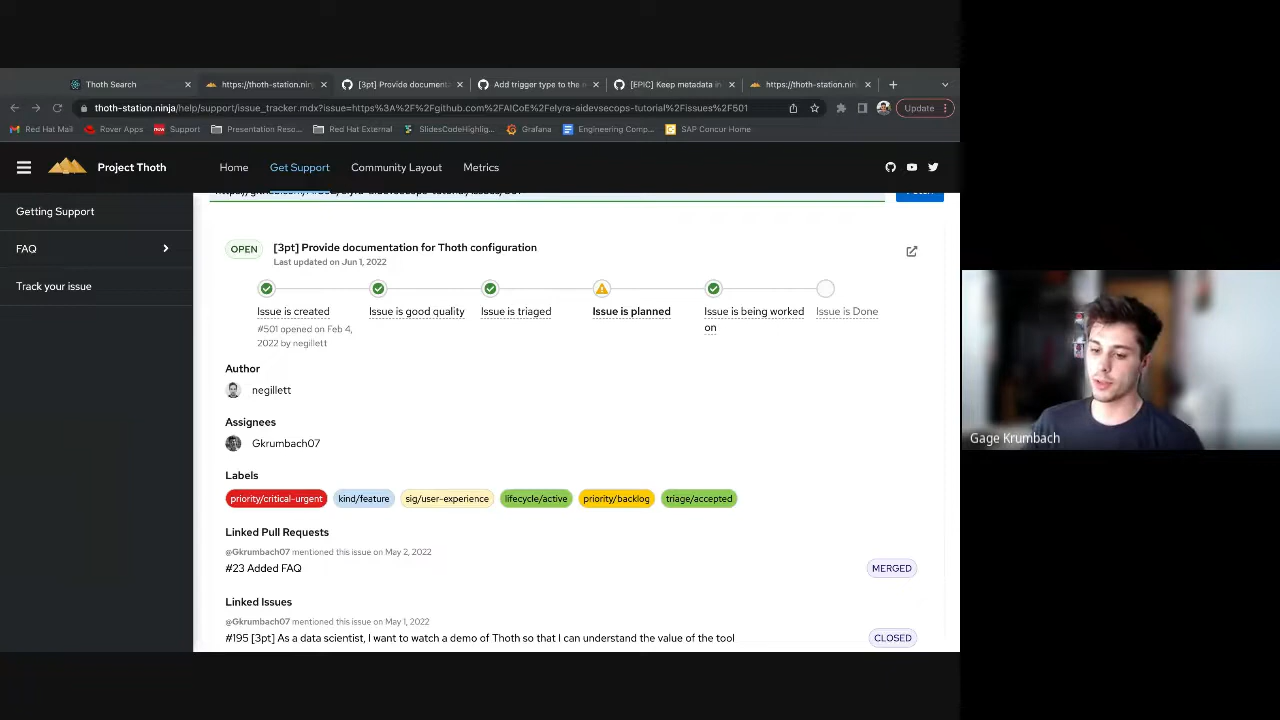 Thoth Search
https://thoth-station.ninj
[3pt] Provide document
Add trigger type to the n
[EPIC] Keep metadata in
https://thoth-station.ninj
thoth-station.ninja/help/support/issue_tracker.mdx?issue=https%3A%2F%2Fgithub.com%2FAICoE%2Felyra-aidevsecops-tutorial%2Fissues%2F501
Update
Red Hat Mail
Rover Apps
Support
Presentation Reso...
Red Hat External
SlidesCodeHighlig...
Grafana
Engineering Comp...
SAP Concur Home
Project Thoth
Home
Get Support
Community Layout
Metrics
Getting Support
FAQ
Track your issue
OPEN
[3pt] Provide documentation for Thoth configuration
Last updated on Jun 1, 2022
Issue is created
Issue is good quality
Issue is triaged
Issue is planned
Issue is being worked
on
Issue is Done
#501 opened on Feb 4,
2022 by negillett
Author
negillett
Assignees
Gkrumbach07
Labels
priority/critical-urgent
kind/feature
sig/user-experience
lifecycle/active
priority/backlog
triage/accepted
Linked Pull Requests
@Gkrumbach07 mentioned this issue on May 2, 2022
#23 Added FAQ
MERGED
Linked Issues
@Gkrumbach07 mentioned this issue on May 1, 2022
#195 [3pt] As a data scientist, I want to watch a demo of Thoth so that I can understand the value of the tool
CLOSED
Gage Krumbach